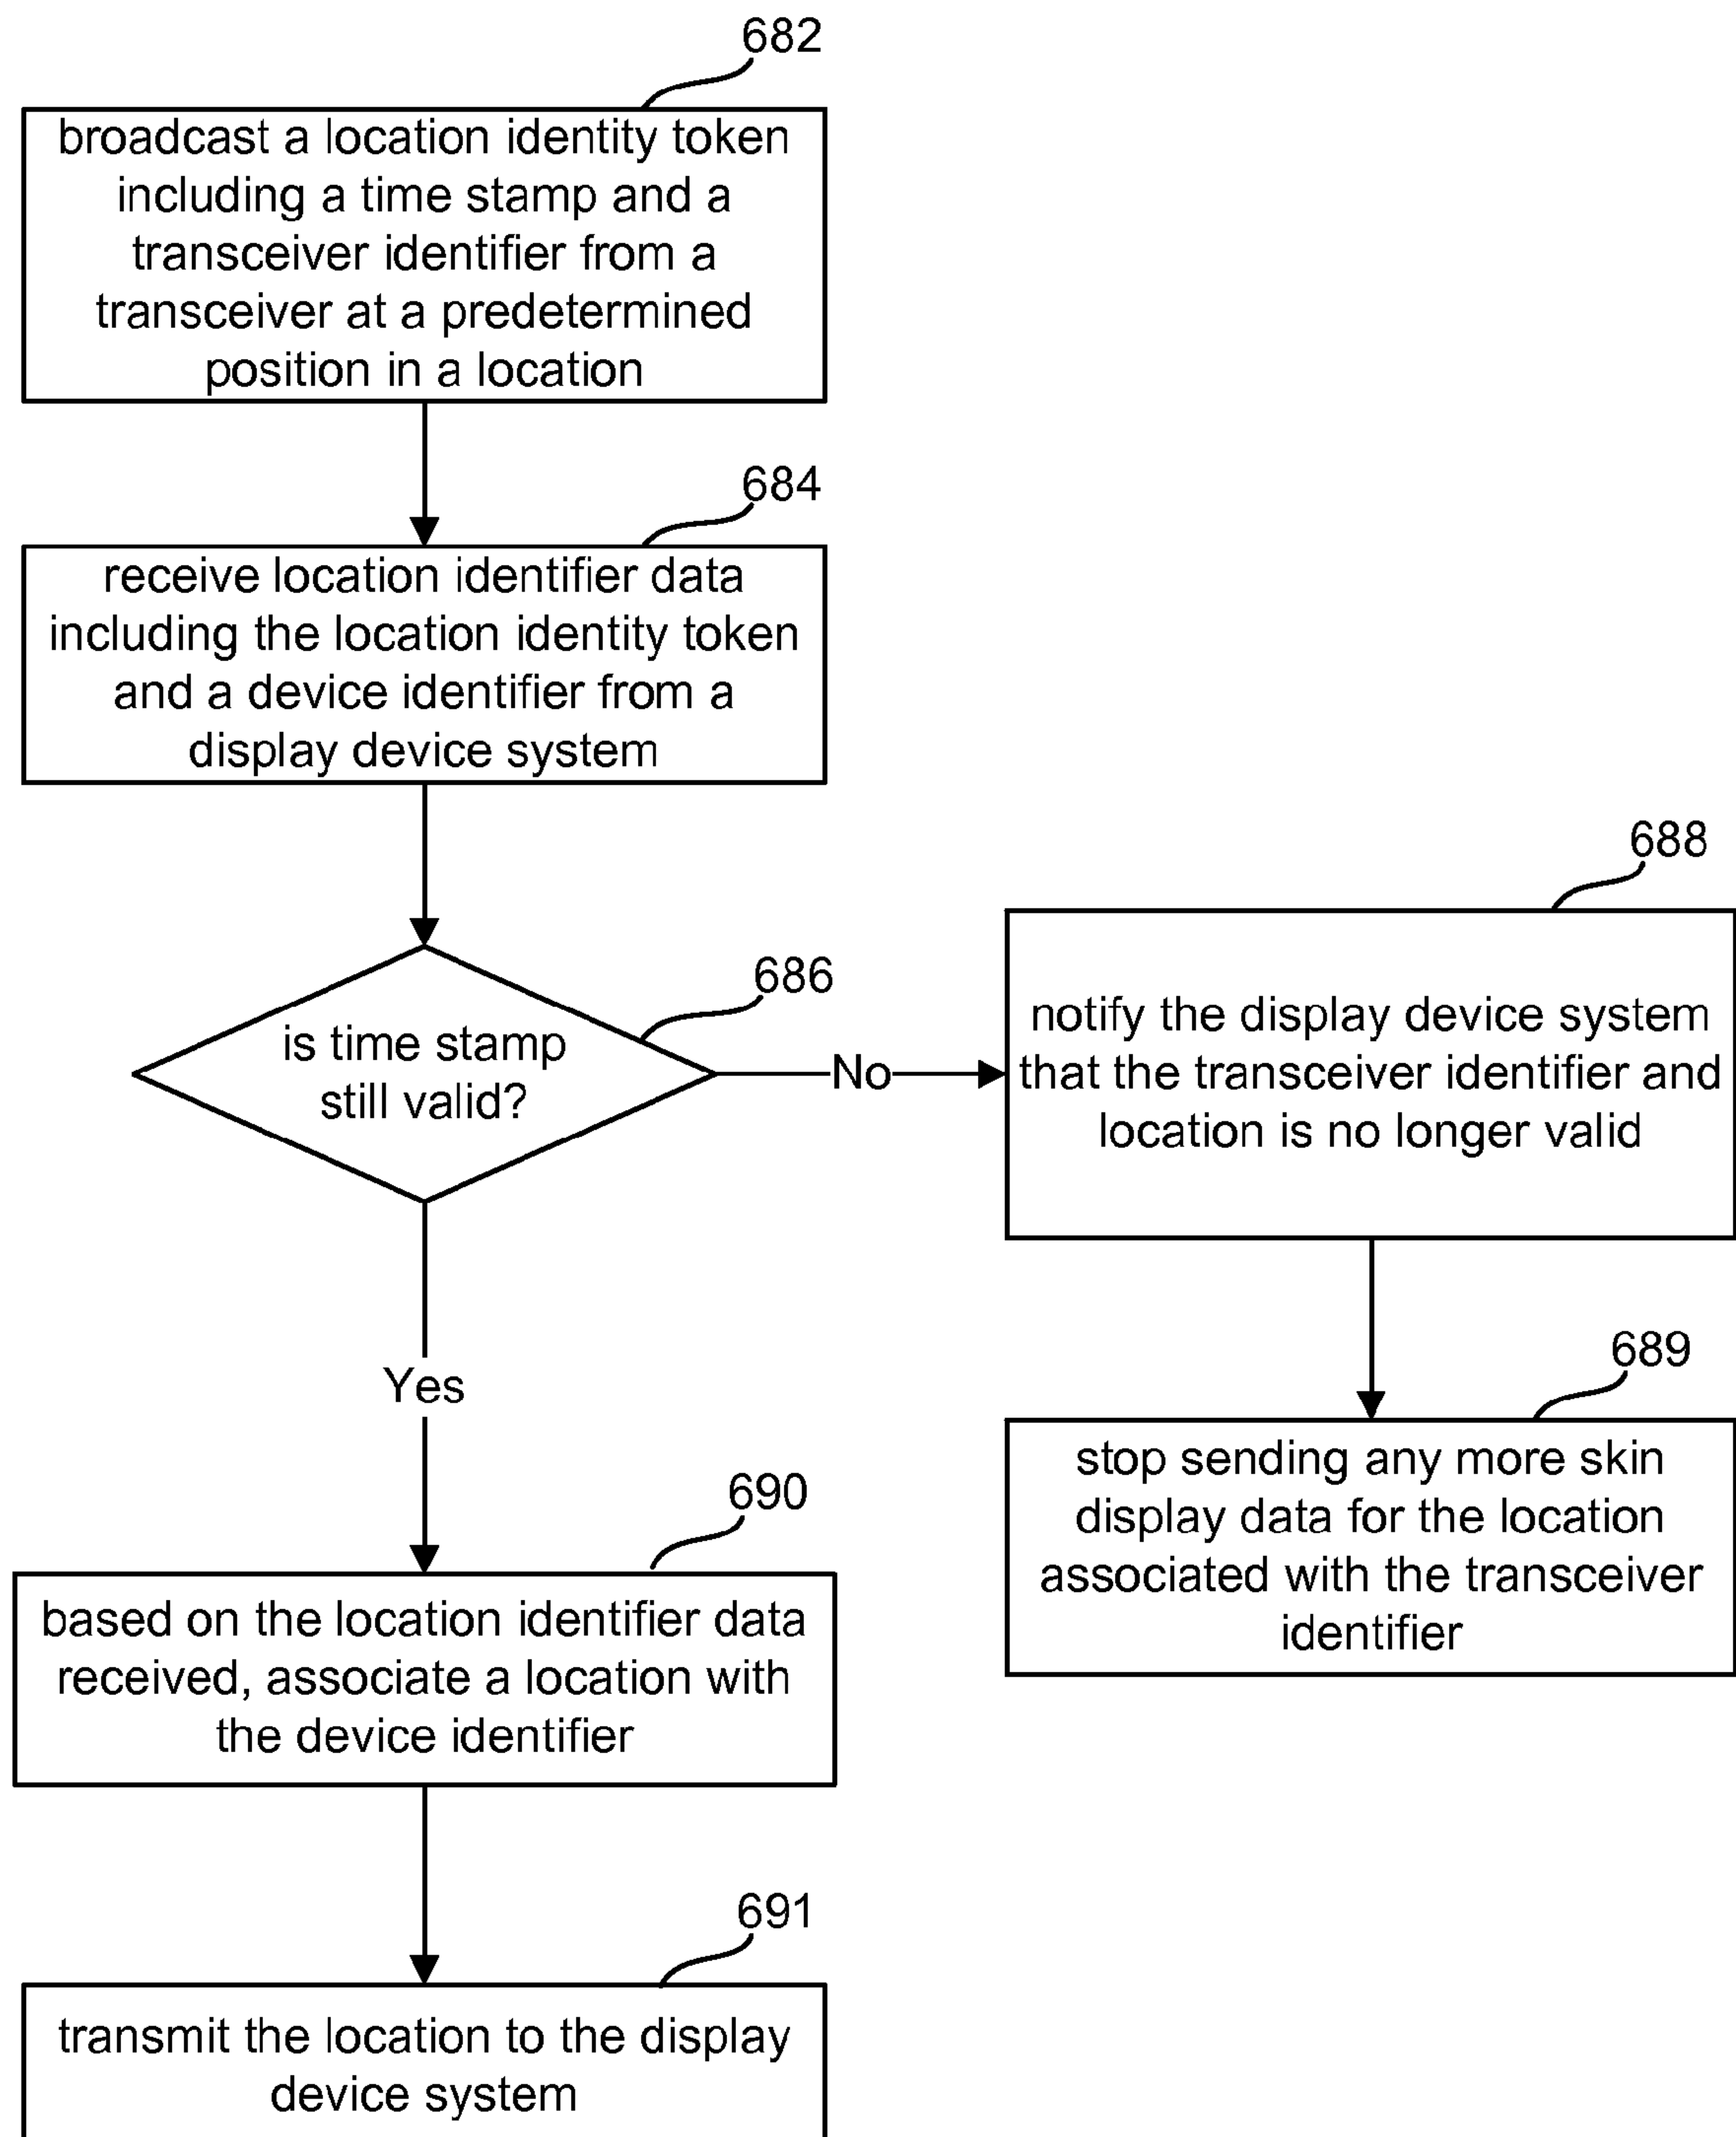 682
broadcast a location identity token
including a time stamp and a
transceiver identifier from a
transceiver at a predetermined
position in a location
684
receive location identifier data
including the location identity token
and a device identifier from a
display device system
686
is time stamp
still valid?
No
688
notify the display device system
that the transceiver identifier and
location is no longer valid
689
stop sending any more skin
display data for the location
associated with the transceiver
identifier
Yes
690
based on the location identifier data
received, associate a location with
the device identifier
691
transmit the location to the display
device system